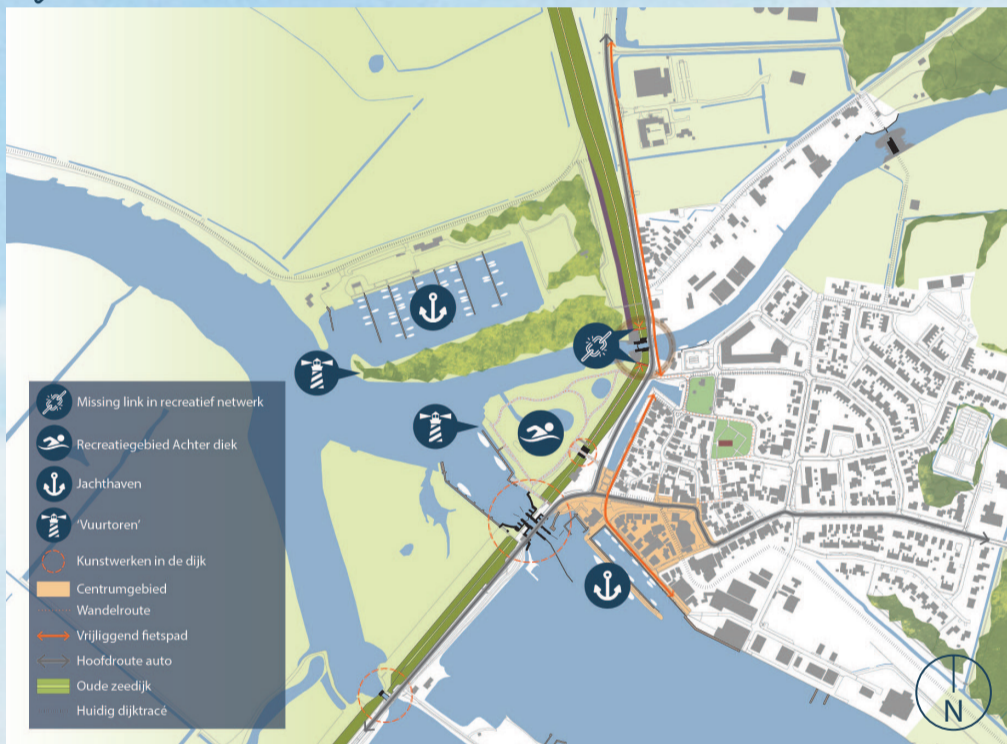 Missing link in recreatief netwerk
Recreatiegebied Achter diek
Jachthaven
'Vuurtoren'
Kunstwerken in de dijk
Centrumgebied
Wandelroute
Vrijliggend fietspad
Hoofdroute auto
Oude zeedijk
Huidig dijktracé
N